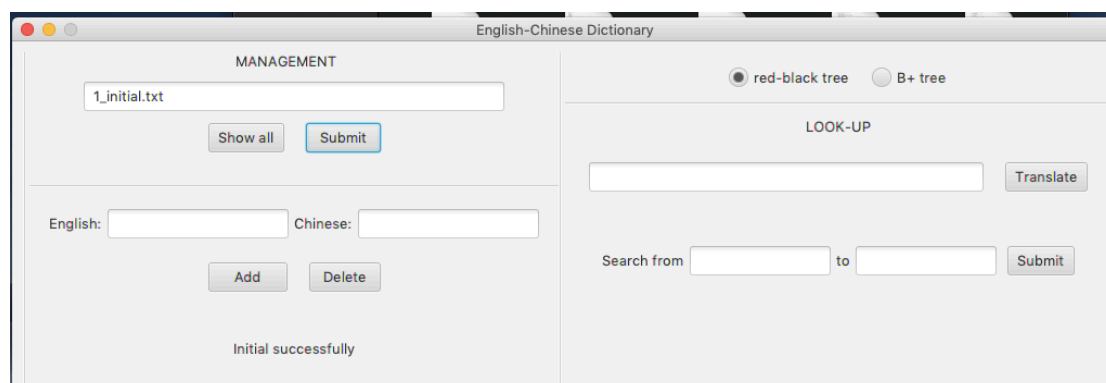 English-Chinese Dictionary
MANAGEMENT
1_initial.txt
Show all Submit
English: Chinese:
Add Delete
Initial successfully
red-black tree B+ tree
LOOK-UP
Translate
Search from to Submit